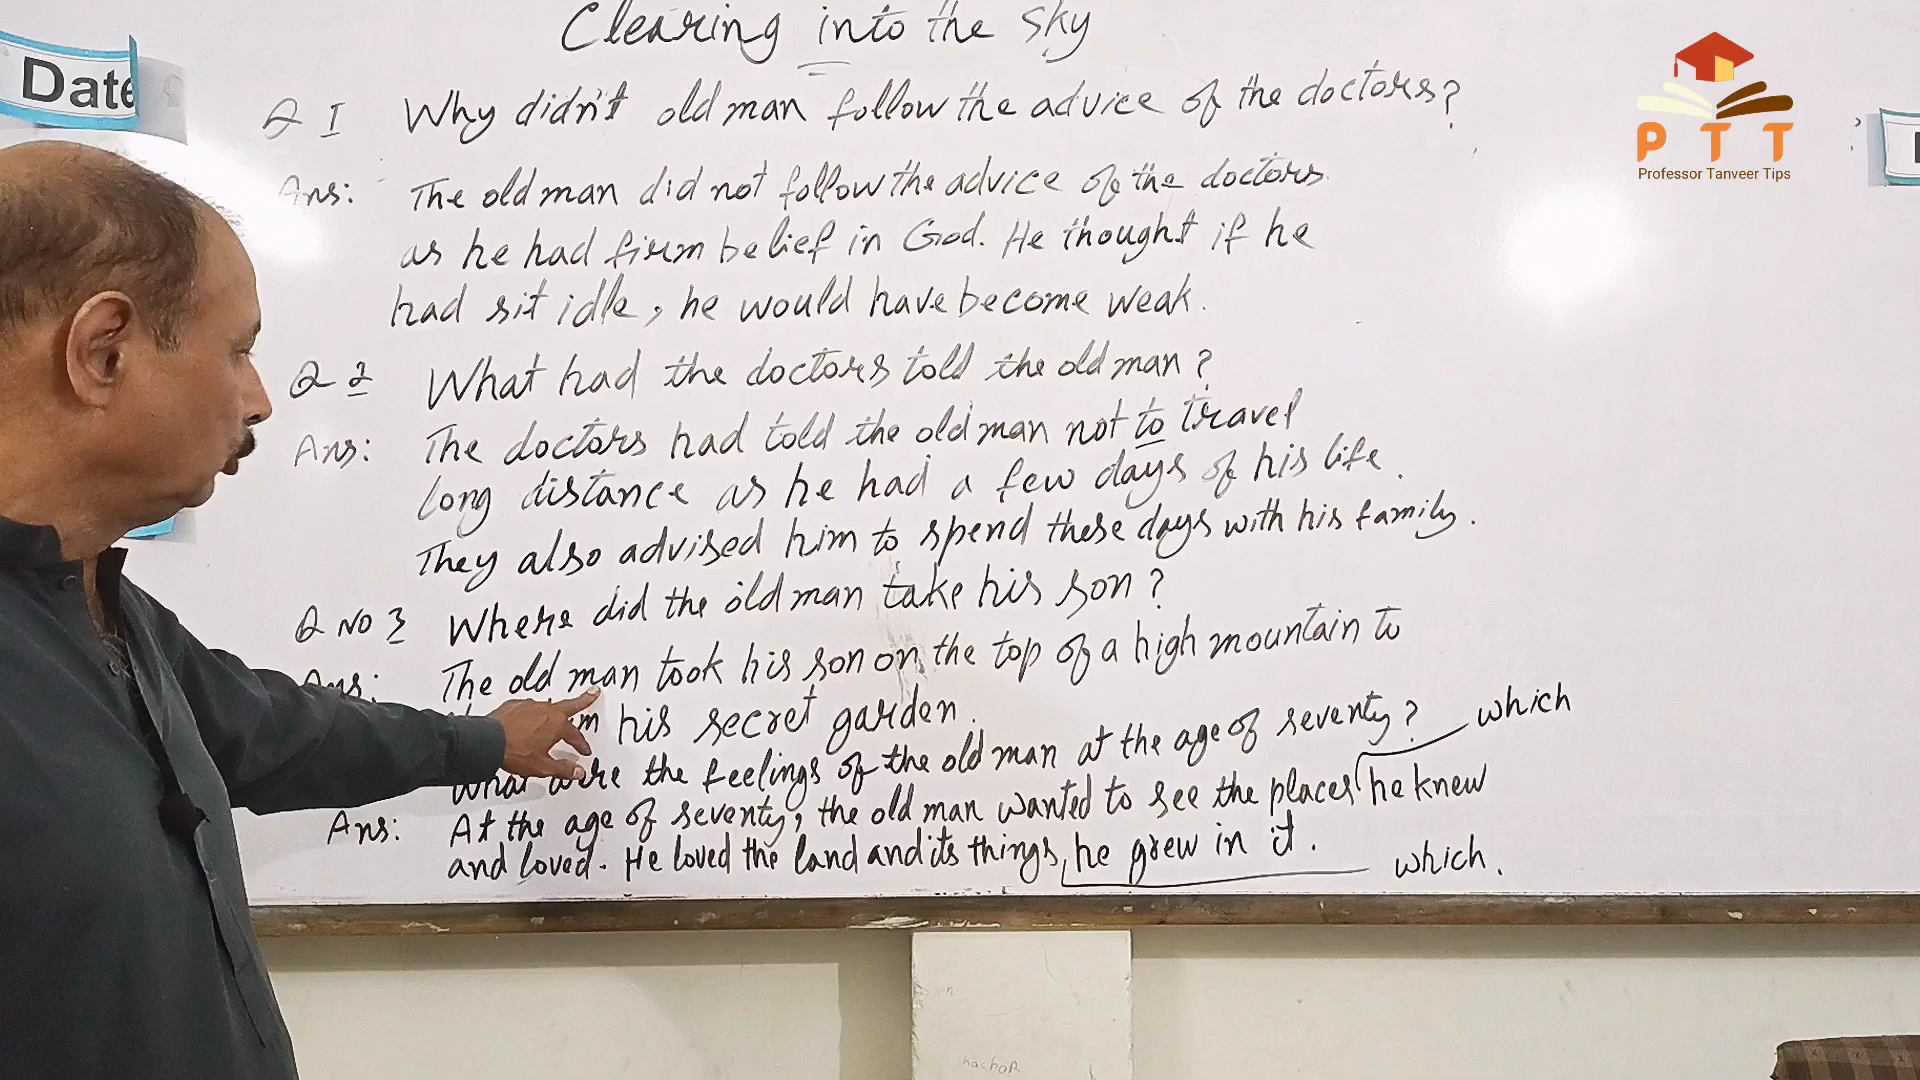 Clearing into the sky
Date
P T T
Professor Tanveer Tips
Q 1 Why didn't old man follow the advice of the doctors?
Ans: The old man did not follow the advice of the doctors
as he had firm belief in God. He thought if he
had sit idle, he would have become weak.
Q 2 What had the doctors told the old man?
Ans: The doctors had told the old man not to travel
long distance as he had a few days of his life.
They also advised him to spend these days with his family.
Q NO 3 Where did the old man take his son?
Ans: The old man took his son on the top of a high mountain to
his secret garden.
What were the feelings of the old man at the age of seventy? which
Ans: At the age of seventy, the old man wanted to see the places he knew
and loved. He loved the land and its things, he grew in it. which.